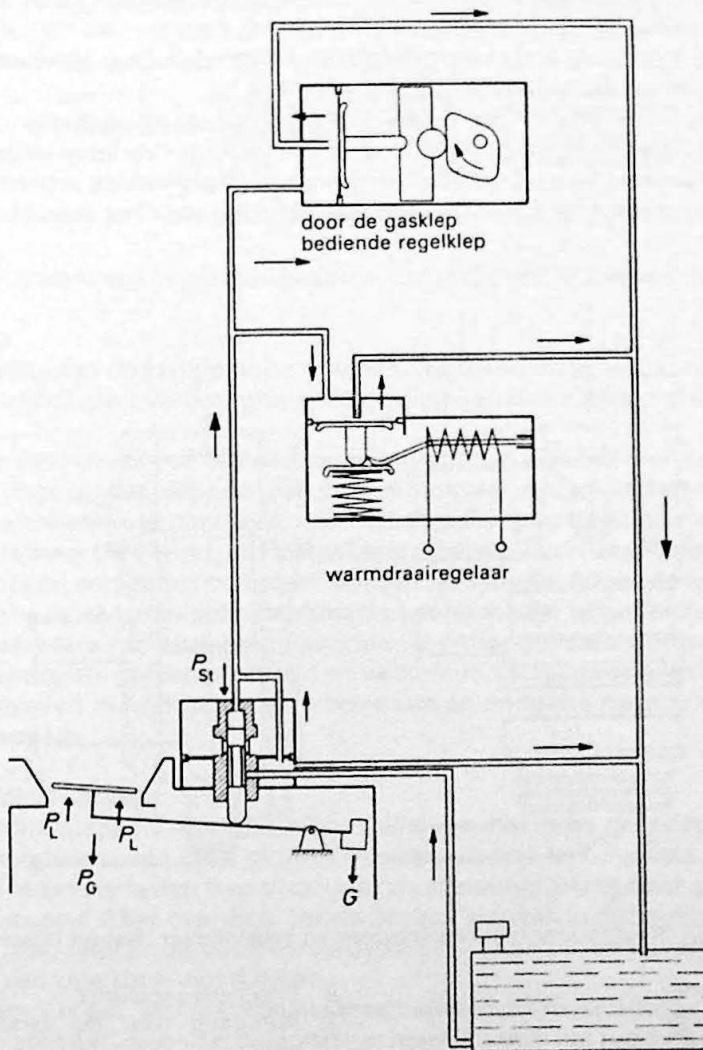 door de gasklep
bediende regelklep
warmdraairegelaar
P_St
P_L P_L
P_G
G